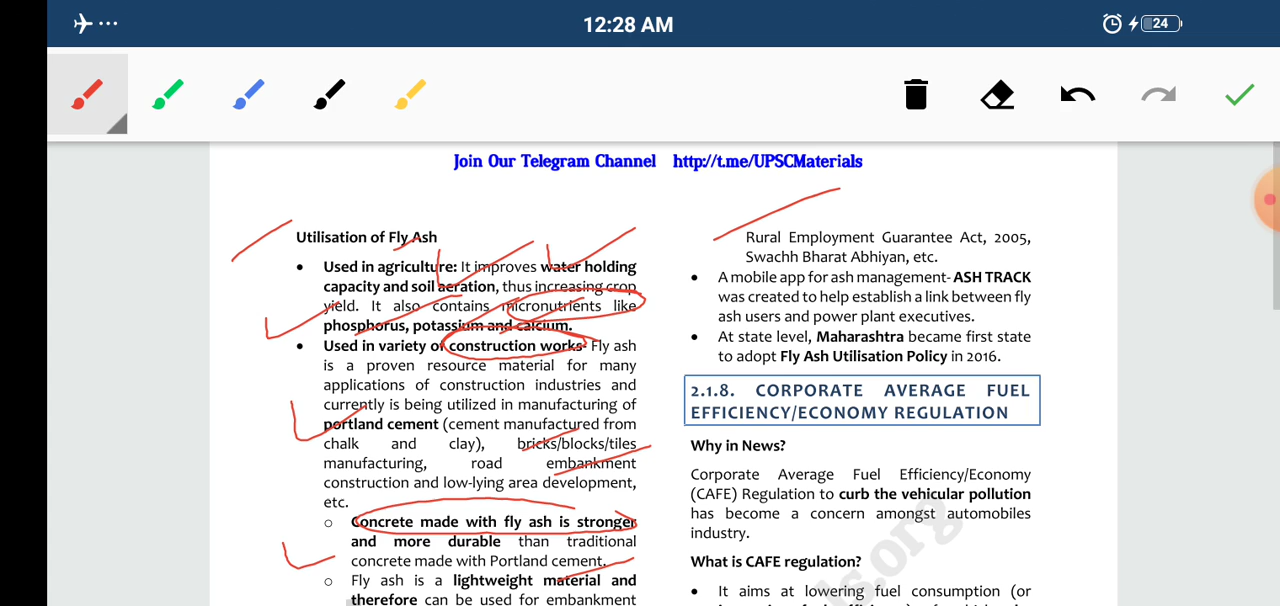 12:28 AM
24
Join Our Telegram Channel http://t.me/UPSCMaterials
Utilisation of Fly Ash
• Used in agriculture: It improves water holding
capacity and soil aeration, thus increasing crop
yield. It also contains micronutrients like
phosphorus, potassium and calcium.
• Used in variety of construction works- Fly ash
is a proven resource material for many
applications of construction industries and
currently is being utilized in manufacturing of
portland cement (cement manufactured from
chalk and clay), bricks/blocks/tiles
manufacturing, road embankment
construction and low-lying area development,
etc.
o Concrete made with fly ash is stronger
and more durable than traditional
concrete made with Portland cement.
o Fly ash is a lightweight material and
therefore can be used for embankment
Rural Employment Guarantee Act, 2005,
Swachh Bharat Abhiyan, etc.
• A mobile app for ash management- ASH TRACK
was created to help establish a link between fly
ash users and power plant executives.
• At state level, Maharashtra became first state
to adopt Fly Ash Utilisation Policy in 2016.
2.1.8. CORPORATE AVERAGE FUEL
EFFICIENCY/ECONOMY REGULATION
Why in News?
Corporate Average Fuel Efficiency/Economy
(CAFE) Regulation to curb the vehicular pollution
has become a concern amongst automobiles
industry.
What is CAFE regulation?
• It aims at lowering fuel consumption (or